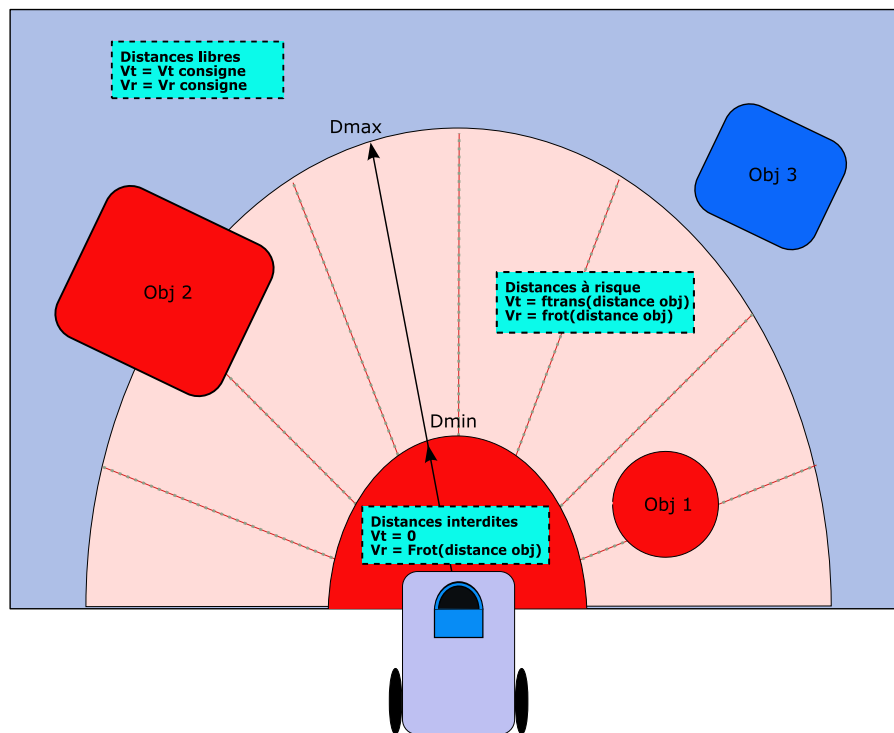 Distances libres
Vt = Vt consigne
Vr = Vr consigne
Dmax
Obj 3
Obj 2
Distances à risque
Vt = ftrans(distance obj)
Vr = frot(distance obj)
Dmin
Obj 1
Distances interdites
Vt = 0
Vr = Frot(distance obj)